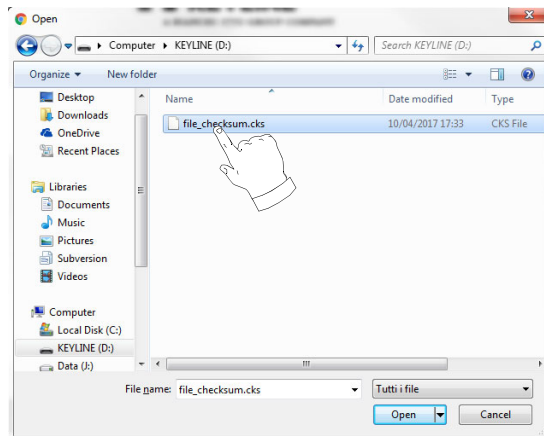 Open
Computer ▸ KEYLINE (D:)
Search KEYLINE (D:)
Organize
New folder
Name
Date modified
Type
file_checksum.cks
10/04/2017 17:33
CKS File
Desktop
Downloads
OneDrive
Recent Places
Libraries
Documents
Music
Pictures
Subversion
Videos
Computer
Local Disk (C:)
KEYLINE (D:)
Data (J:)
File name: file_checksum.cks
Tutti i file
Open
Cancel